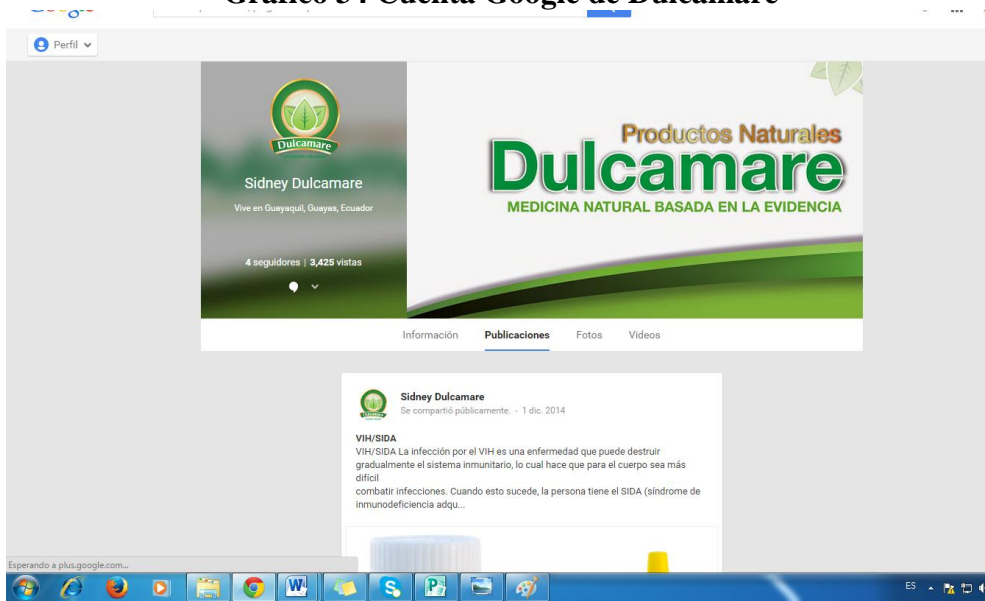 Gráfico 34 Cuenta Google de Dulcamare
Google
Perfil
Dulcamare
Sidney Dulcamare
Vive en Guayaquil, Guayas, Ecuador
4 seguidores | 3,425 vistas
Productos Naturales
Dulcamare
MEDICINA NATURAL BASADA EN LA EVIDENCIA
Información Publicaciones Fotos Videos
Sidney Dulcamare
Se compartió públicamente. - 1 dic. 2014
VIH/SIDA
VIH/SIDA La infección por el VIH es una enfermedad que puede destruir
gradualmente el sistema inmunitario, lo cual hace que para el cuerpo sea más
difícil
combatir infecciones. Cuando esto sucede, la persona tiene el SIDA (síndrome de
inmunodeficiencia adqu...
Esperando a plus.google.com...
ES